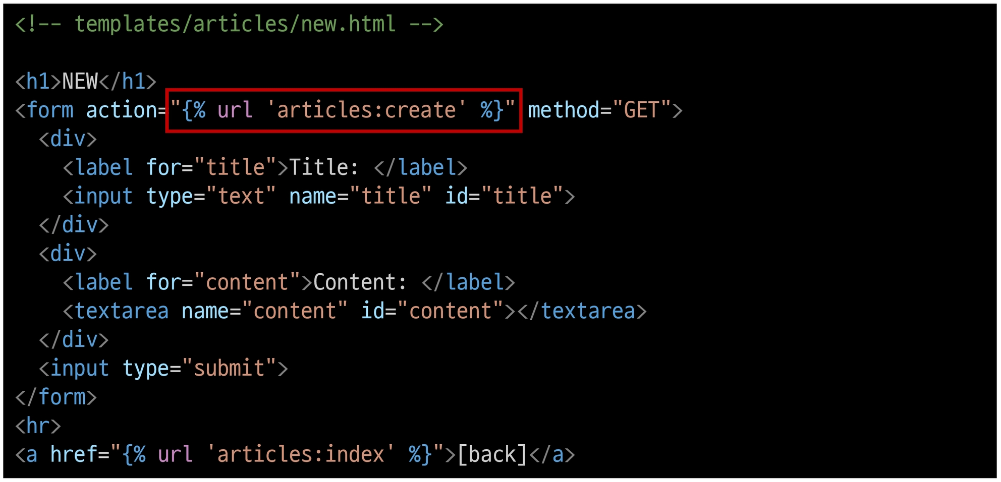 <!-- templates/articles/new.html -->
<h1>NEW</h1>
<form action="{% url 'articles:create' %}" method="GET">
  <div>
    <label for="title">Title: </label>
    <input type="text" name="title" id="title">
  </div>
  <div>
    <label for="content">Content: </label>
    <textarea name="content" id="content"></textarea>
  </div>
  <input type="submit">
</form>
<hr>
<a href="{% url 'articles:index' %}">[back]</a>